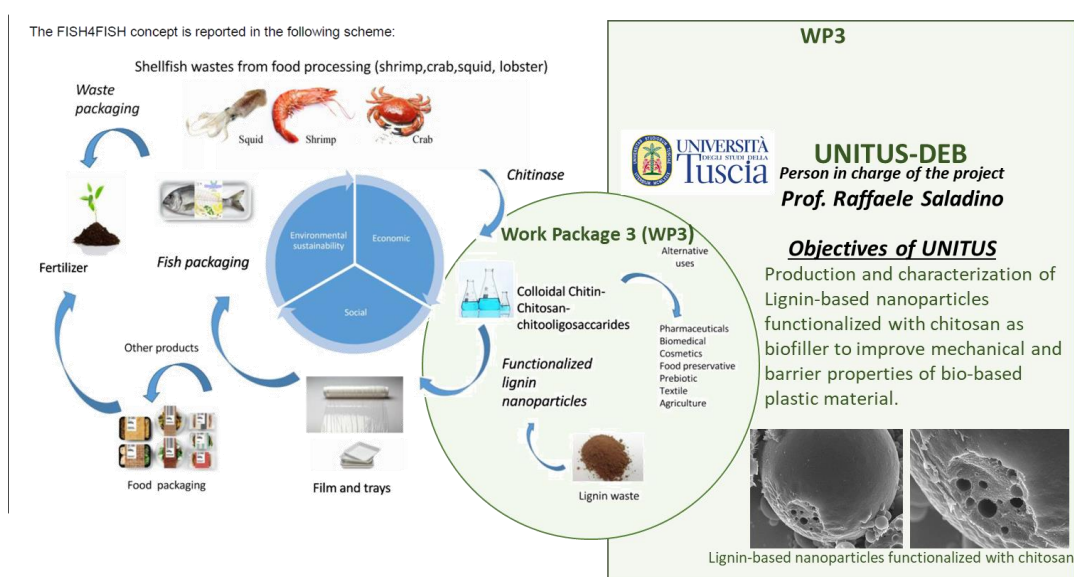 The FISH4FISH concept is reported in the following scheme:
Shellfish wastes from food processing (shrimp,crab,squid, lobster)
Waste
packaging
Squid
Shrimp
Crab
Chitinase
Fertilizer
Fish packaging
Environmental
sustainability
Economic
Social
Other products
Food packaging
Film and trays
Work Package 3 (WP3)
Alternative
uses
Colloidal Chitin-
Chitosan-
chitooligosaccarides
Functionalized
lignin
nanoparticles
Pharmaceuticals
Biomedical
Cosmetics
Food preservative
Prebiotic
Textile
Agriculture
Lignin waste
WP3
UNIVERSITÀ
DEGLI STUDI DELLA
Tuscia
UNITUS-DEB
Person in charge of the project
Prof. Raffaele Saladino
Objectives of UNITUS
Production and characterization of
Lignin-based nanoparticles
functionalized with chitosan as
biofiller to improve mechanical and
barrier properties of bio-based
plastic material.
Lignin-based nanoparticles functionalized with chitosan